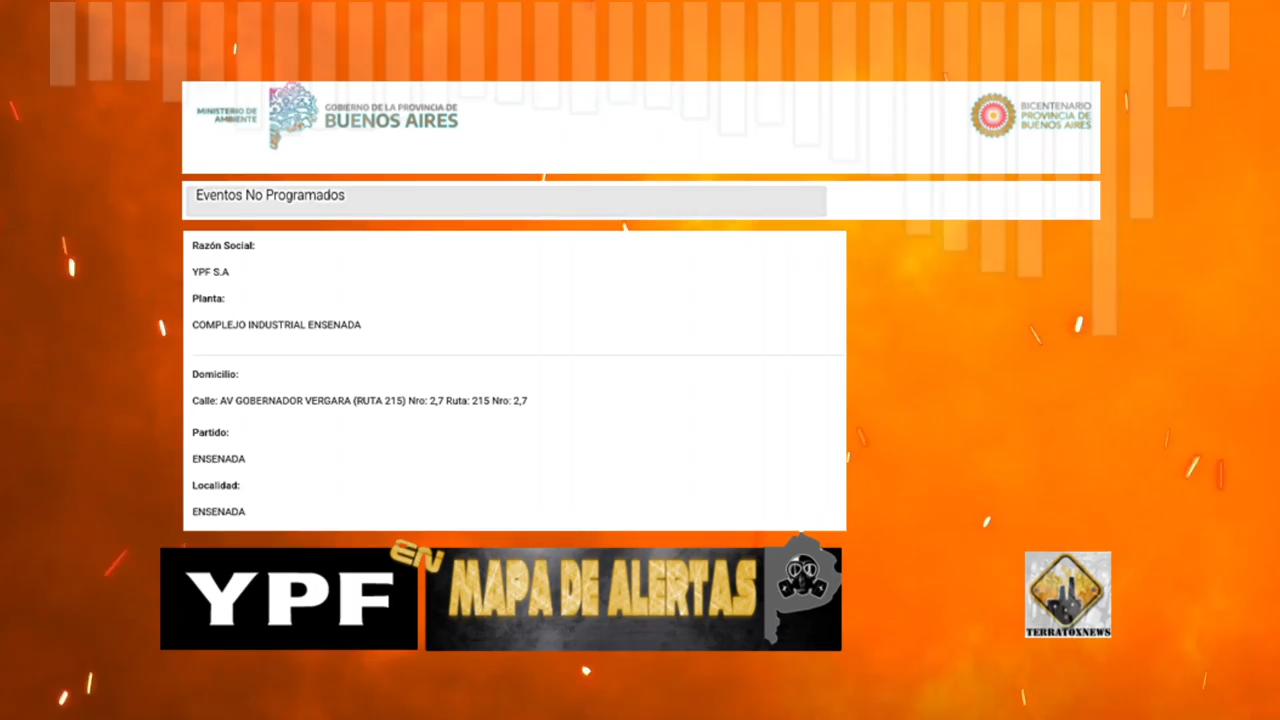 MINISTERIO DE
AMBIENTE
GOBIERNO DE LA PROVINCIA DE
BUENOS AIRES
BICENTENARIO
PROVINCIA DE
BUENOS AIRES
Eventos No Programados
Razón Social:
YPF S.A
Planta:
COMPLEJO INDUSTRIAL ENSENADA
Domicilio:
Calle: AV GOBERNADOR VERGARA (RUTA 215) Nro: 2,7 Ruta: 215 Nro: 2,7
Partido:
ENSENADA
Localidad:
ENSENADA
YPF
EN
MAPA DE ALERTAS
TERRATOXNEWS